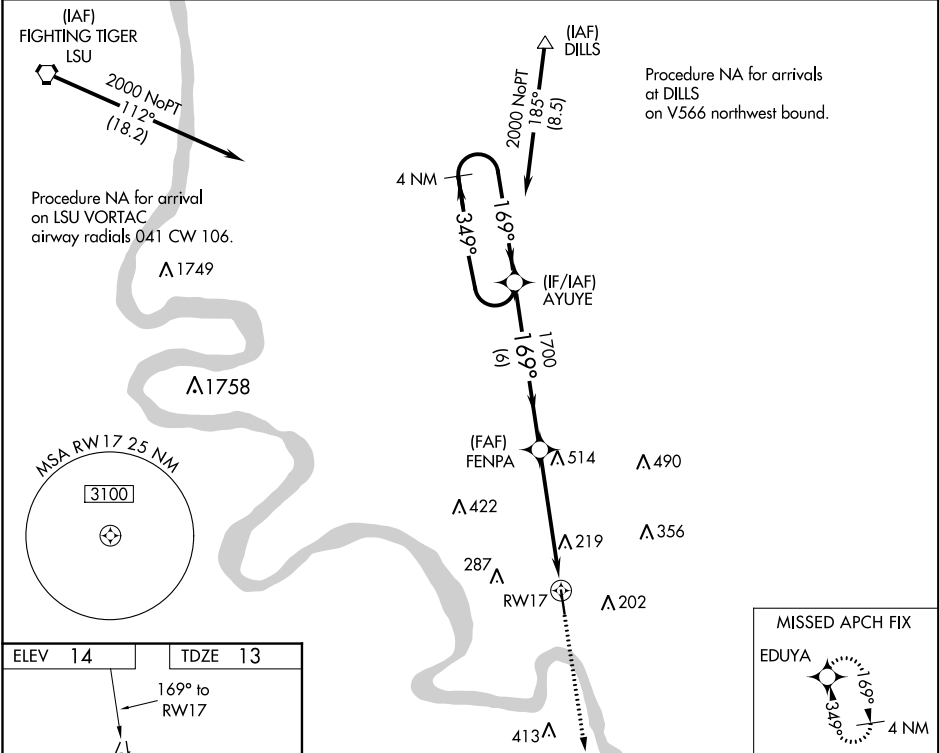 (IAF)
FIGHTING TIGER
LSU
2000 NoPT
112°
(18.2)
(IAF)
DILLS
2000 NoPT
185°
(8.5)
Procedure NA for arrivals
at DILLS
on V566 northwest bound.
4 NM
349°
169°
Procedure NA for arrival
on LSU VORTAC
airway radials 041 CW 106.
1749
(IF/IAF)
AYUYE
1700
169°
(6)
1758
MSA RW17 25 NM
3100
(FAF)
FENPA
514
490
422
219
356
287
RW17
202
ELEV 14
TDZE 13
169° to
RW17
413
MISSED APCH FIX
EDUYA
169°
349°
4 NM